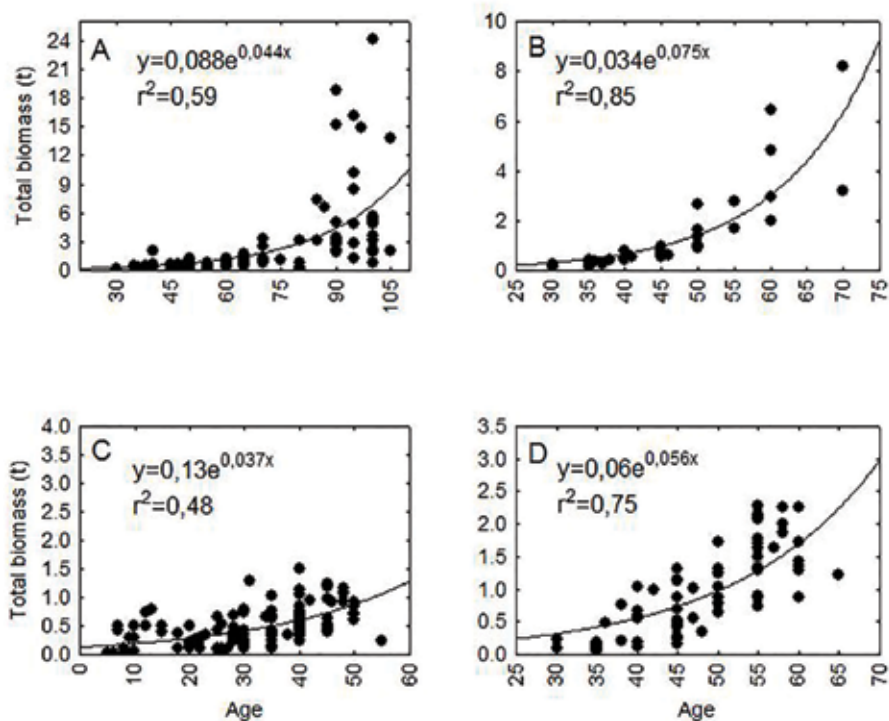 A
y=0,088e^0,044x
r²=0,59
Total biomass (t)
24
21
18
15
12
9
6
3
0
30 45 50 60 65 75 80 90 105
B
y=0,034e^0,075x
r²=0,85
10
8
6
4
2
0
25 30 35 40 45 50 55 60 65 70 75
C
y=0,13e^0,037x
r²=0,48
Total biomass (t)
4.0
3.5
3.0
2.5
2.0
1.5
1.0
0.5
0.0
0 10 20 30 40 50 60
Age
D
y=0,06e^0,056x
r²=0,75
3.5
3.0
2.5
2.0
1.5
1.0
0.5
0.0
25 30 35 40 45 50 55 60 65 70
Age